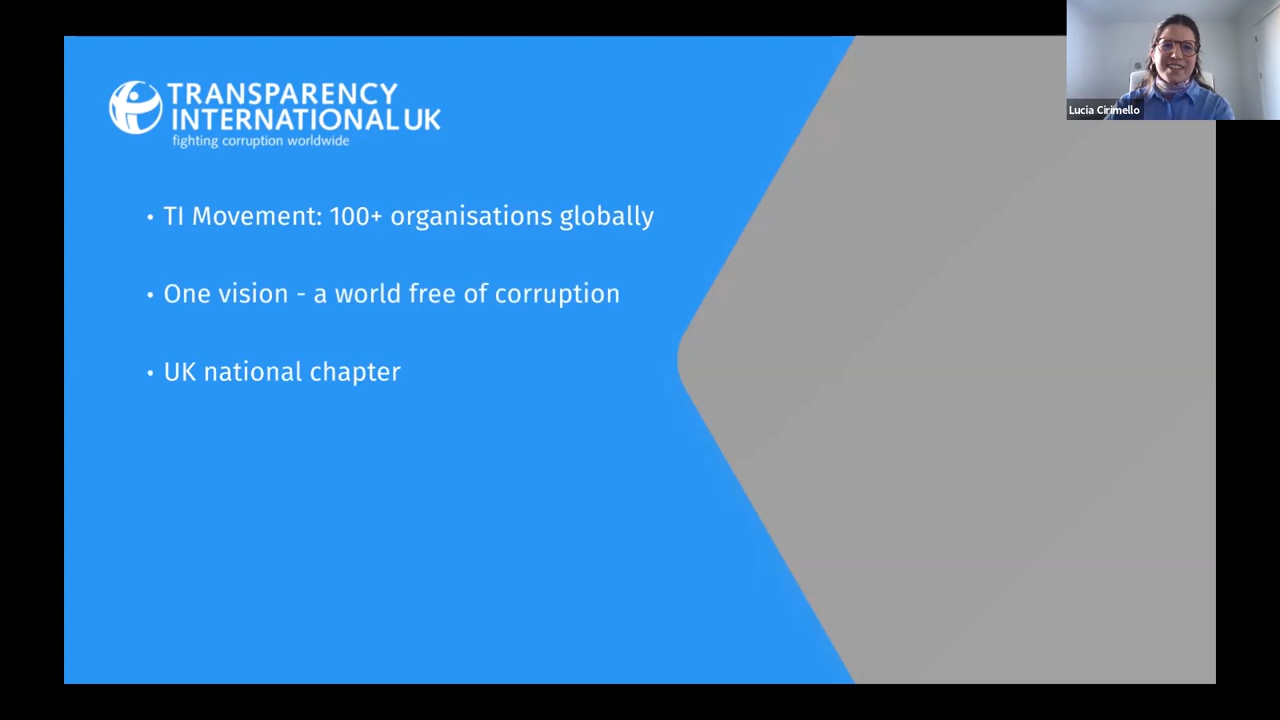 TRANSPARENCY
INTERNATIONAL UK
fighting corruption worldwide
• TI Movement: 100+ organisations globally
• One vision - a world free of corruption
• UK national chapter
Lucia Cirimello